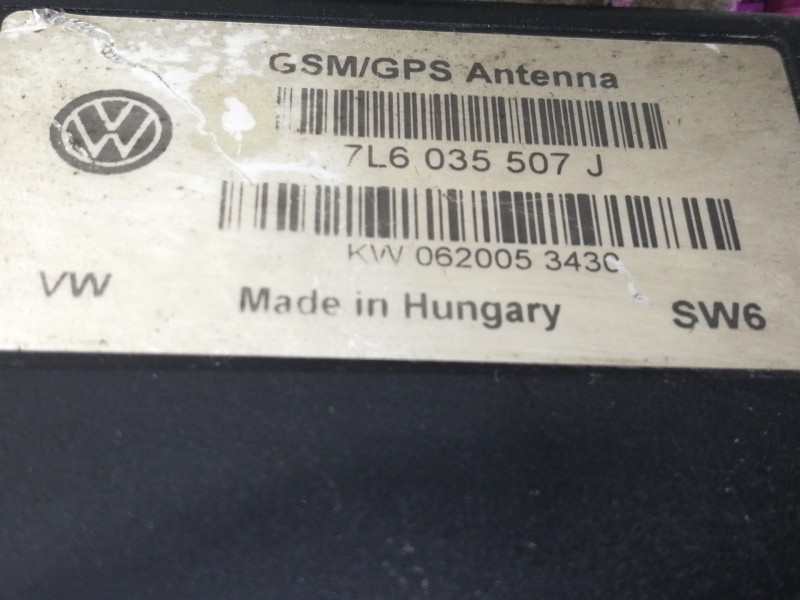 GSM/GPS Antenna
7L6 035 507 J
KW 062005 3430
VW
Made in Hungary
SW6